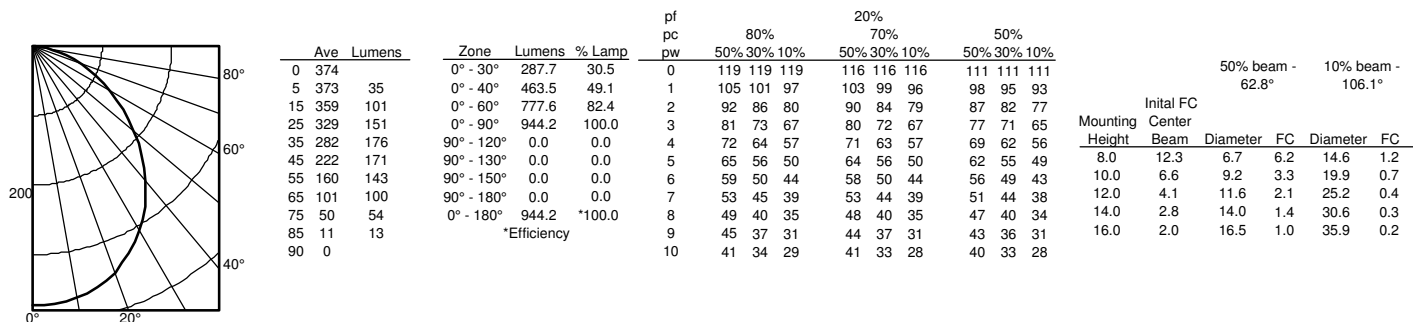 80°
60°
200
40°
0° 20°
Ave Lumens
0 374
5 373 35
15 359 101
25 329 151
35 282 176
45 222 171
55 160 143
65 101 100
75 50 54
85 11 13
90 0
Zone Lumens % Lamp
0° - 30° 287.7 30.5
0° - 40° 463.5 49.1
0° - 60° 777.6 82.4
0° - 90° 944.2 100.0
90° - 120° 0.0 0.0
90° - 130° 0.0 0.0
90° - 150° 0.0 0.0
90° - 180° 0.0 0.0
0° - 180° 944.2 *100.0
*Efficiency
pf 20%
pc 80% 70% 50%
pw 50% 30% 10% 50% 30% 10% 50% 30% 10%
0 119 119 119 116 116 116 111 111 111
1 105 101 97 103 99 96 98 95 93
2 92 86 80 90 84 79 87 82 77
3 81 73 67 80 72 67 77 71 65
4 72 64 57 71 63 57 69 62 56
5 65 56 50 64 56 50 62 55 49
6 59 50 44 58 50 44 56 49 43
7 53 45 39 53 44 39 51 44 38
8 49 40 35 48 40 35 47 40 34
9 45 37 31 44 37 31 43 36 31
10 41 34 29 41 33 28 40 33 28
50% beam - 10% beam -
62.8° 106.1°
Inital FC
Mounting Center
Height Beam Diameter FC Diameter FC
8.0 12.3 6.7 6.2 14.6 1.2
10.0 6.6 9.2 3.3 19.9 0.7
12.0 4.1 11.6 2.1 25.2 0.4
14.0 2.8 14.0 1.4 30.6 0.3
16.0 2.0 16.5 1.0 35.9 0.2